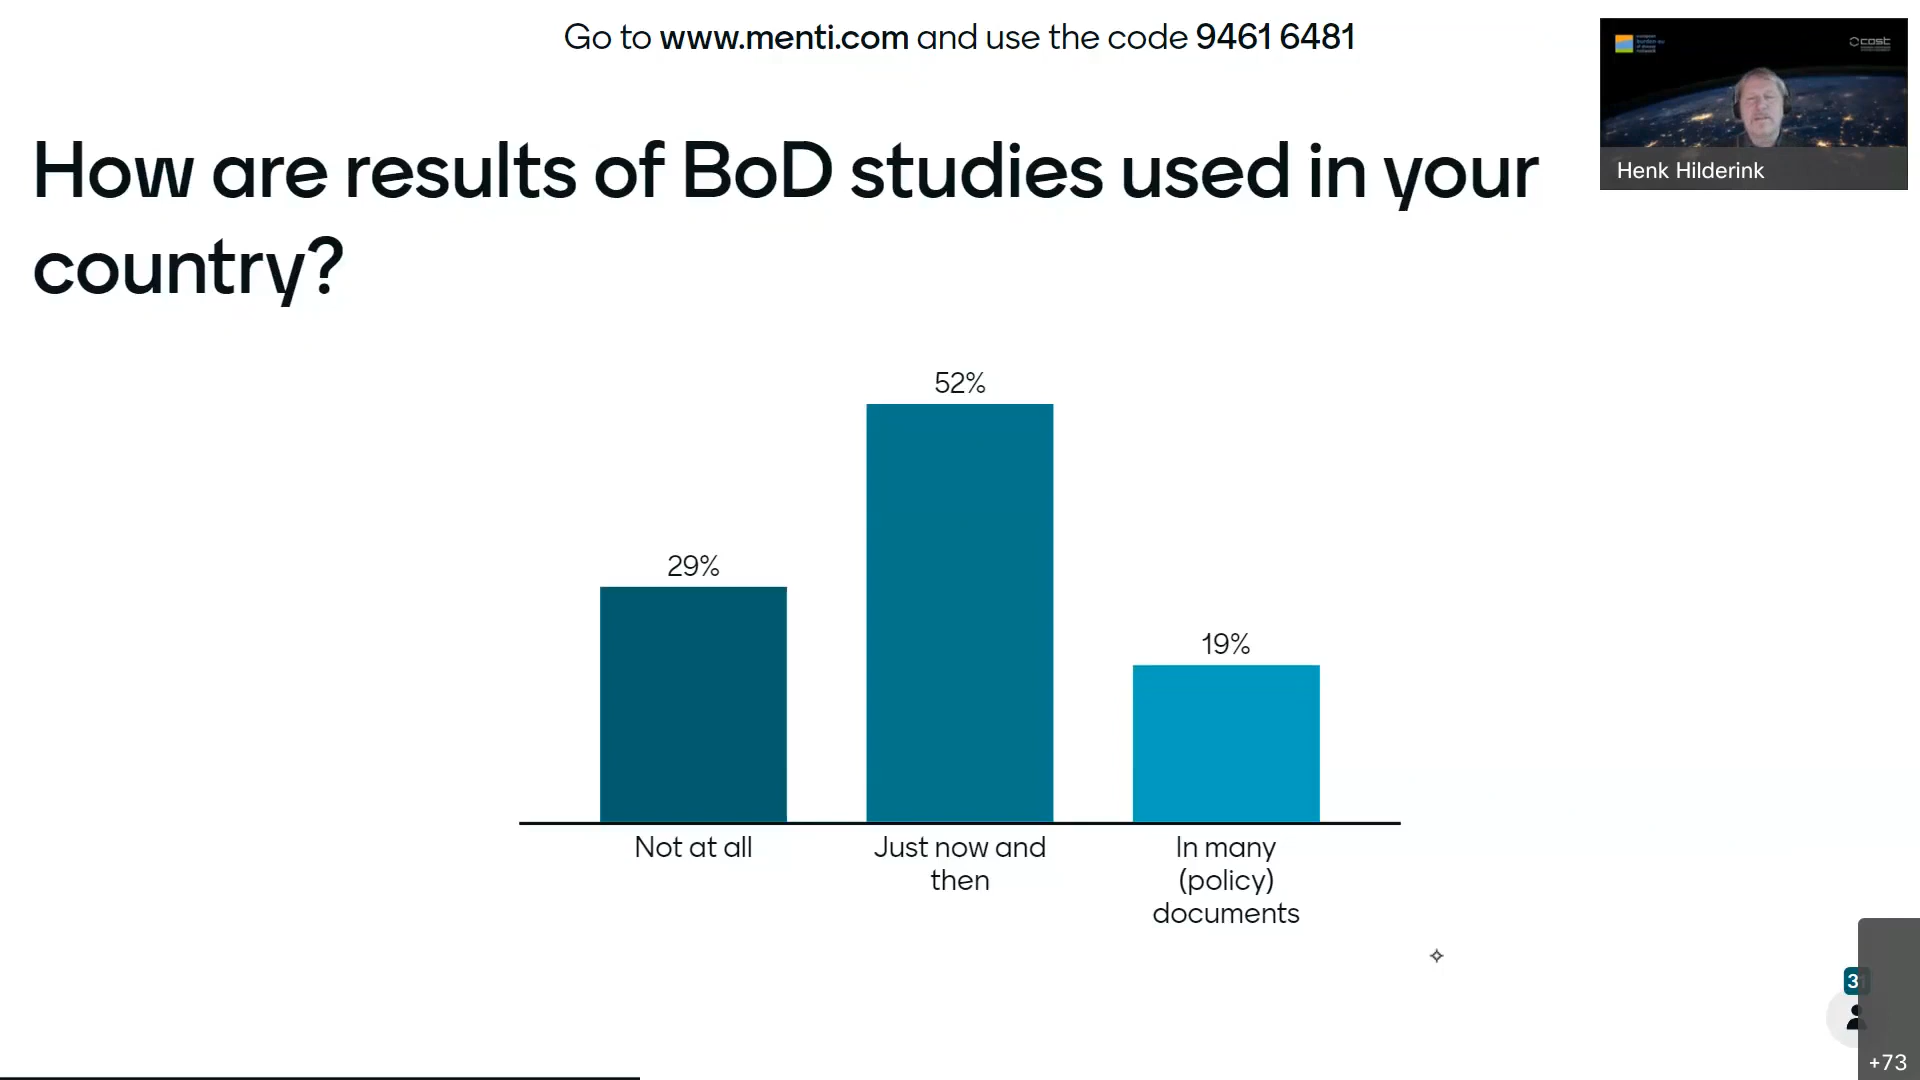 Go to www.menti.com and use the code 9461 6481
Henk Hilderink
How are results of BoD studies used in your
country?
52%
29%
19%
Not at all
Just now and
then
In many
(policy)
documents
cost
+73